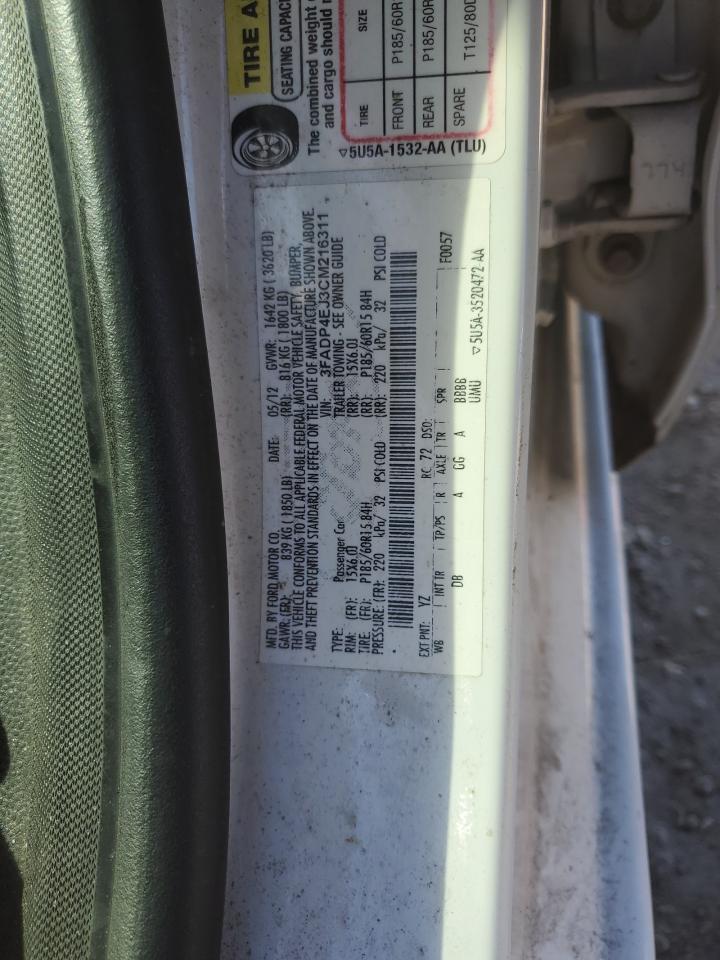 TIRE A
SEATING CAPAC
The combined weight
and cargo should
TIRE SIZE
FRONT P185/60R
REAR P185/60R
SPARE T125/80D
5U5A-1532-AA (TLU)
MFD. BY FORD MOTOR CO.
DATE: 05/12 GVWR: 1642 KG ( 3620 LB)
GAWR:(FR): 839 KG ( 1850 LB) (RR): 816 KG ( 1800 LB)
THIS VEHICLE CONFORMS TO ALL APPLICABLE FEDERAL MOTOR VEHICLE SAFETY, BUMPER,
AND THEFT PREVENTION STANDARDS IN EFFECT ON THE DATE OF MANUFACTURE SHOWN ABOVE.
VIN: 3FADP4EJ3CM216311
TYPE: Passenger Car TRAILER TOWING - SEE OWNER GUIDE
RIM: (FR): 15X6.0J (RR): 15X6.0J
TIRE: (FR): P185/60R15 84H (RR): P185/60R15 84H
PRESSURE (FR): 220 kPa/ 32 PSI COLD (RR): 220 kPa/ 32 PSI COLD
F0057
EXT PNT: YZ RC: 72 DSO:
WB INT TR TP/PS R AXLE TR SPR
DB A GG A BBBB
UMU
5U5A-3520472-AA